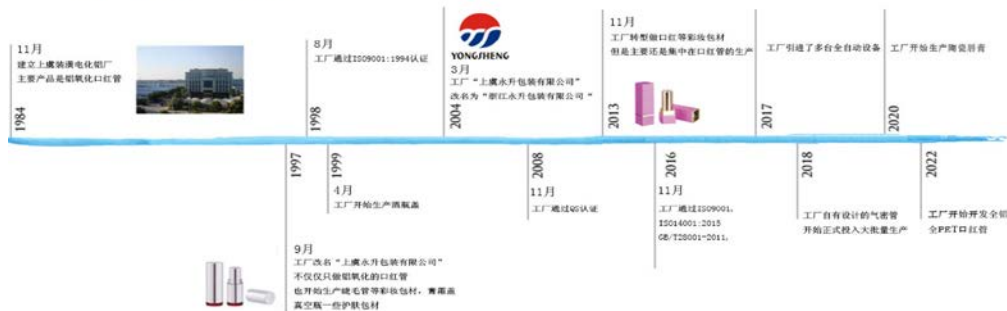 11月
建立上虞装潢电化铝厂
主要产品是铝氧化口红管
1984
9月
工厂改名“上虞永升包装有限公司”
不仅仅只做铝氧化的口红管
也开始生产睫毛管等彩妆包材，膏霜盖
真空瓶一些护肤包材
1997
8月
工厂通过ISO9001:1994认证
1998
1999
4月
工厂开始生产酒瓶盖
YONGSHENG
3月
工厂“上虞永升包装有限公司”
改名为“浙江永升包装有限公司“
2004
2008
11月
工厂通过QS认证
11月
工厂转型做口红等彩妆包材
但是主要还是集中在口红管的生产
2013
2016
11月
工厂通过ISO9001,
ISO14001:2015
GB/T28001-2011,
工厂引进了多台全自动设备
2017
2018
工厂自有设计的气密管
开始正式投入大批量生产
工厂开始生产陶瓷唇膏
2020
2022
工厂开始开发全铝
全PET口红管